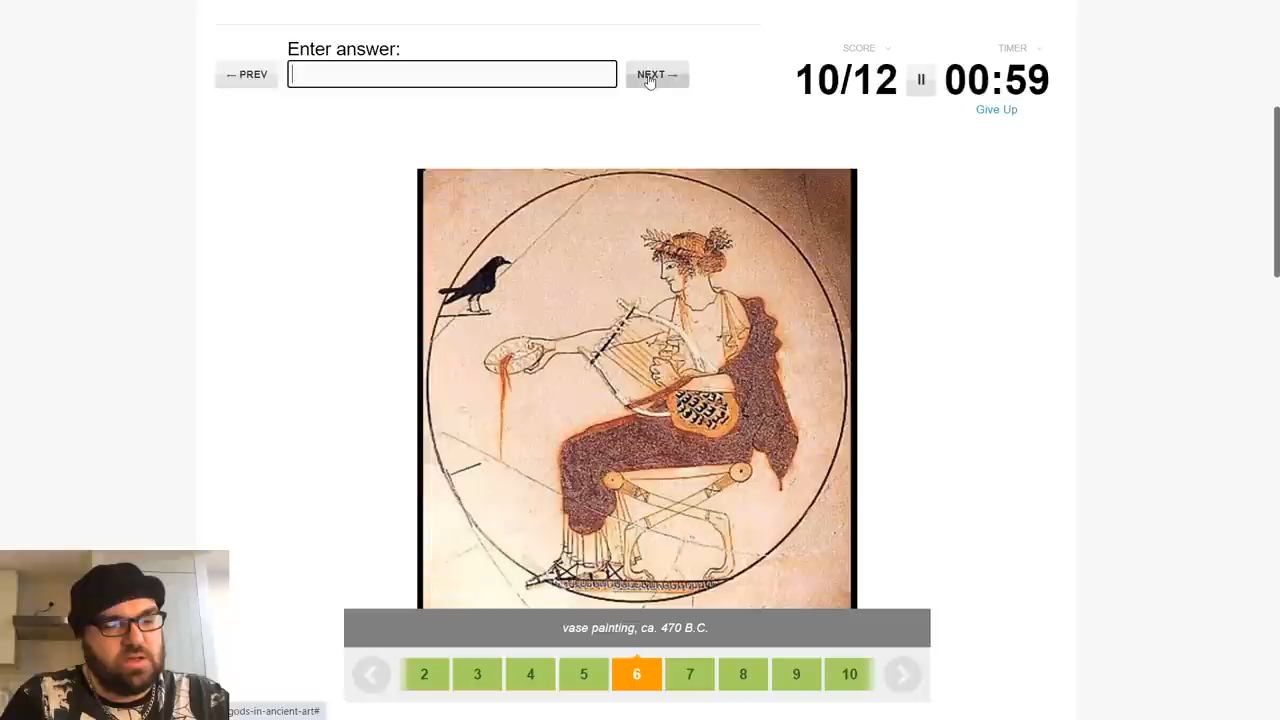 Enter answer:
← PREV
NEXT →
SCORE
10/12
TIMER
00:59
Give Up
vase painting, ca. 470 B.C.
2 3 4 5 6 7 8 9 10
gods-in-ancient-art#